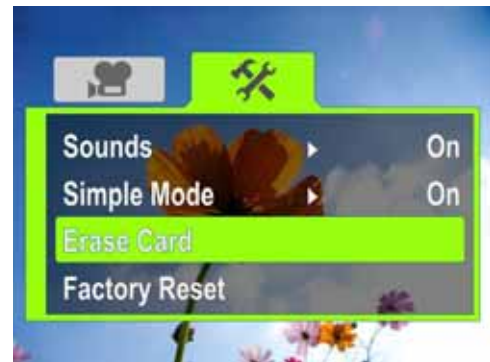 Sounds On
Simple Mode On
Erase Card
Factory Reset